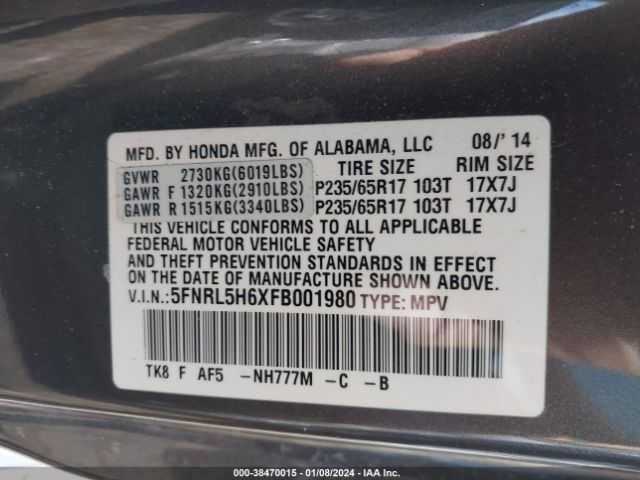 MFD. BY HONDA MFG. OF ALABAMA, LLC 08/' 14
GVWR 2730KG(6019LBS) TIRE SIZE RIM SIZE
GAWR F 1320KG(2910LBS) P235/65R17 103T 17X7J
GAWR R 1515KG(3340LBS) P235/65R17 103T 17X7J
THIS VEHICLE CONFORMS TO ALL APPLICABLE
FEDERAL MOTOR VEHICLE SAFETY
AND THEFT PREVENTION STANDARDS IN EFFECT
ON THE DATE OF MANUFACTURE SHOWN ABOVE.
V.I.N.:5FNRL5H6XFB001980 TYPE: MPV
TK8 F AF5 -NH777M -C -B
000-38470015 - 01/08/2024 - IAA Inc.